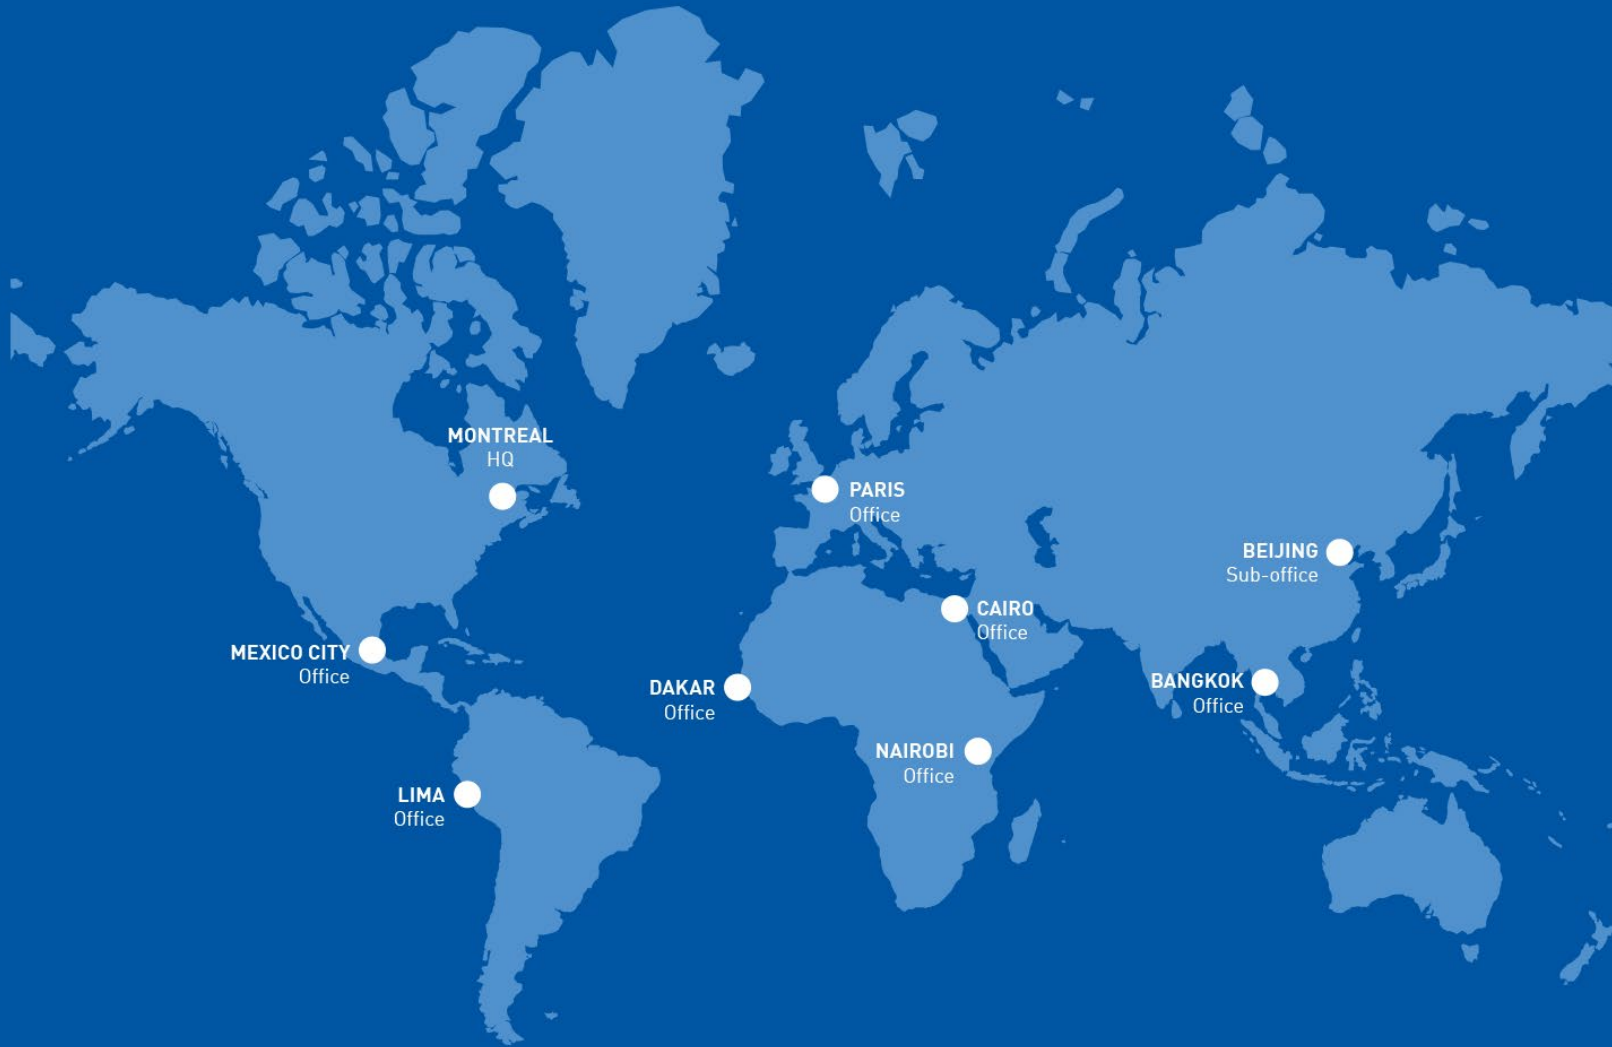 MONTREAL
HQ
PARIS
Office
BEIJING
Sub-office
CAIRO
Office
MEXICO CITY
Office
DAKAR
Office
BANGKOK
Office
NAIROBI
Office
LIMA
Office